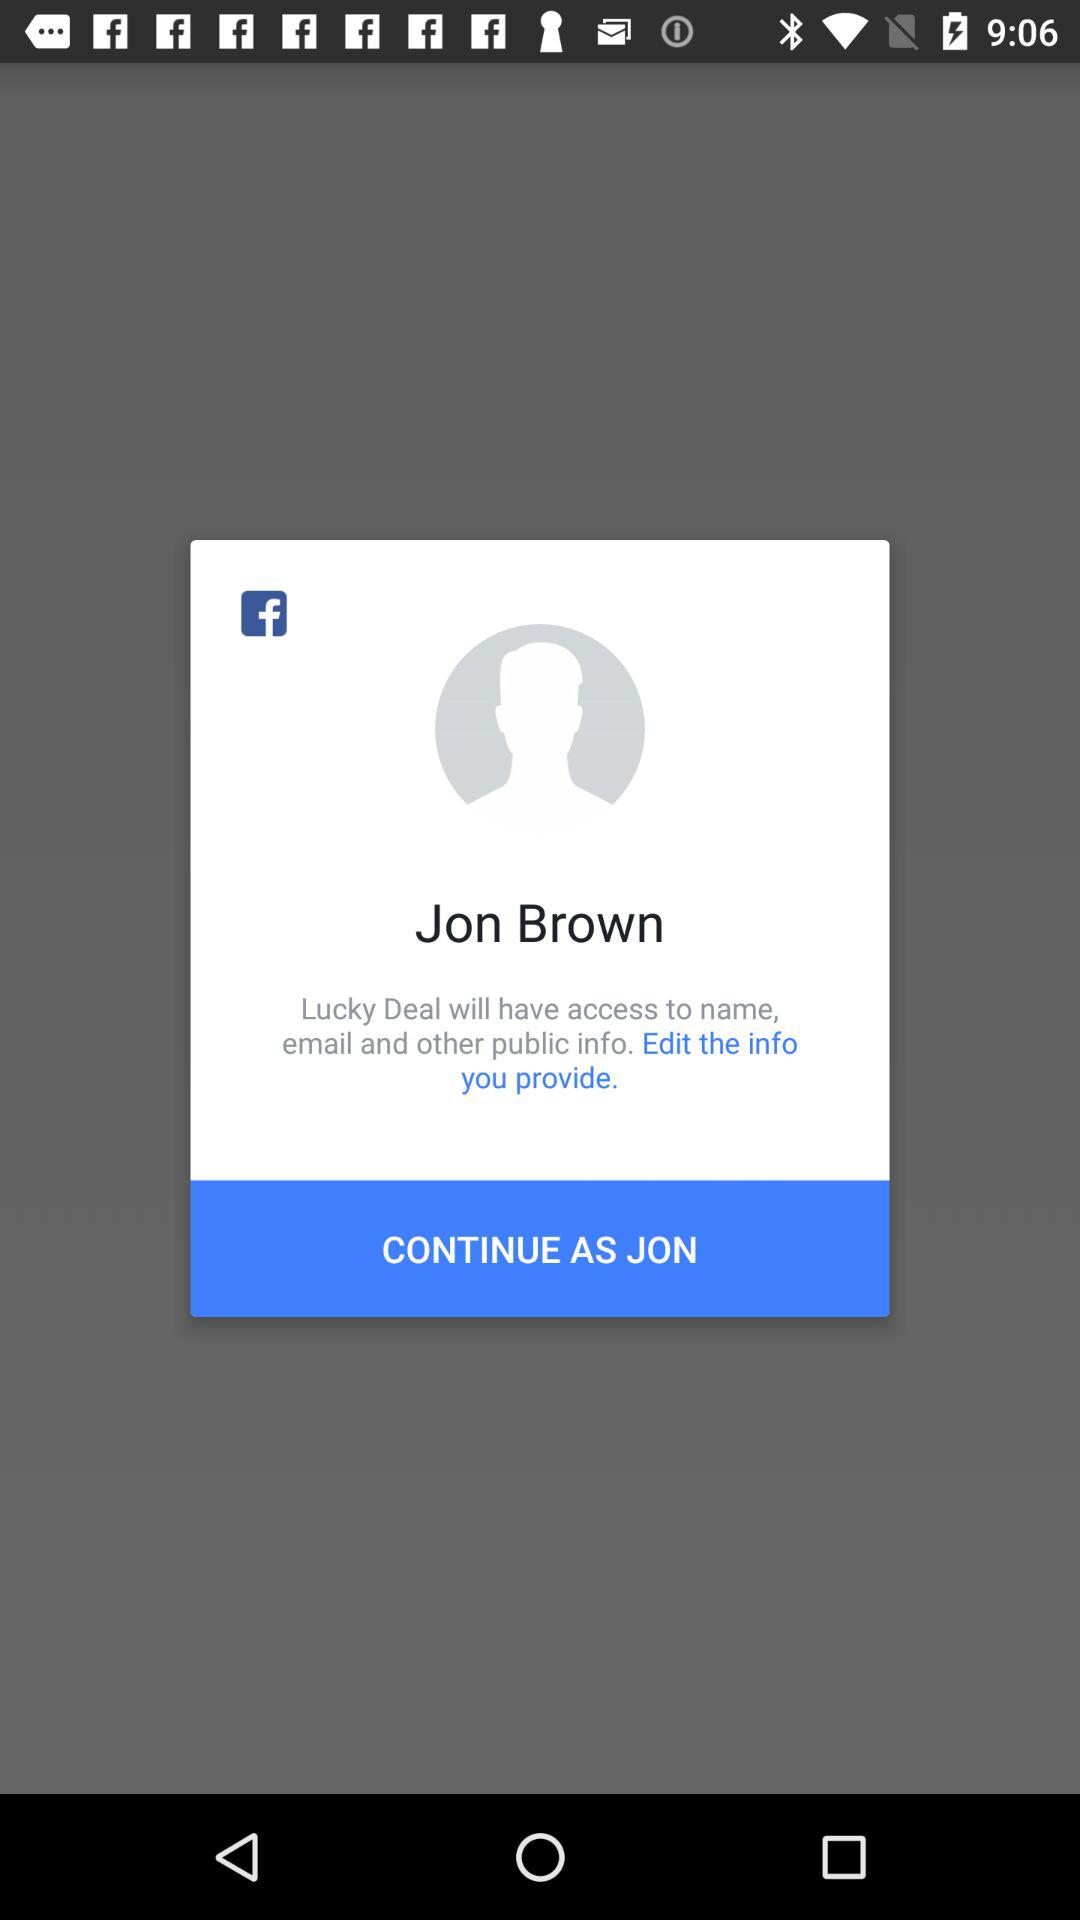 9:06
Jon Brown
Lucky Deal will have access to name,
email and other public info. Edit the info
you provide.
CONTINUE AS JON